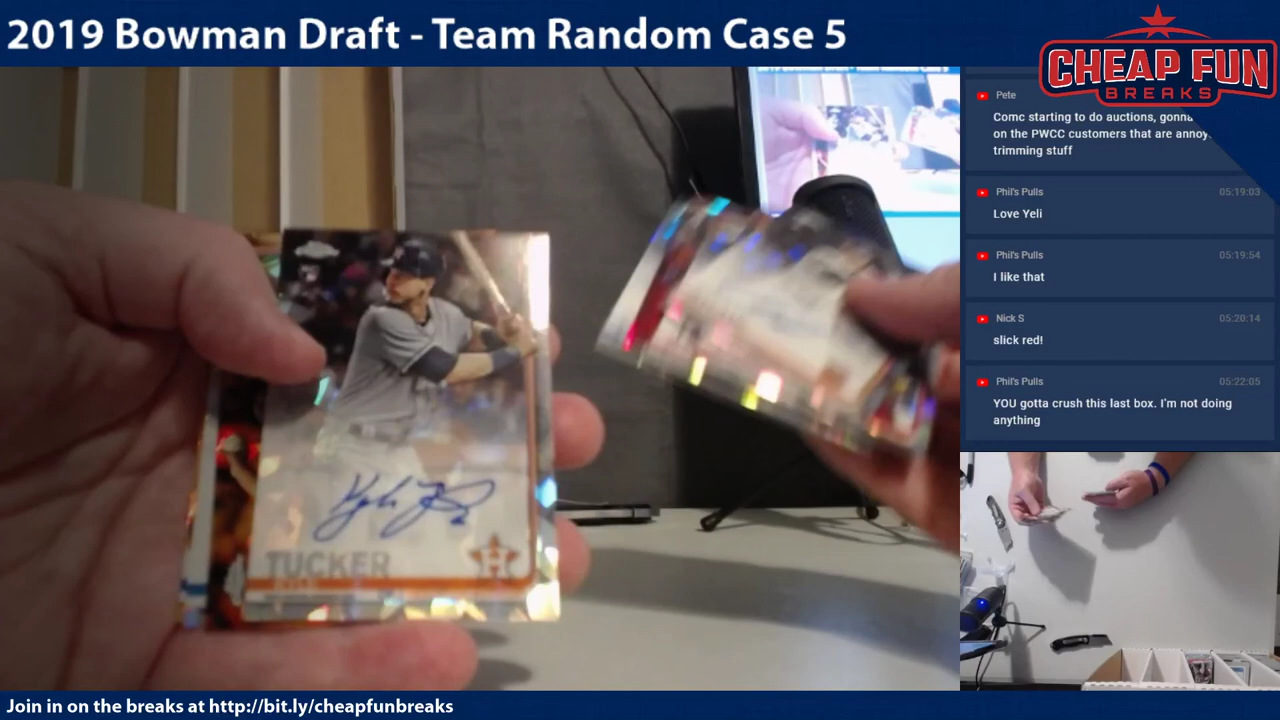 2019 Bowman Draft - Team Random Case 5
CHEAP FUN
BREAKS
Pete
Comc starting to do auctions, gonna
on the PWCC customers that are annoy
trimming stuff
Phil's Pulls 05:19:03
Love Yeli
Phil's Pulls 05:19:54
I like that
Nick S 05:20:14
slick red!
Phil's Pulls 05:22:05
YOU gotta crush this last box. I'm not doing
anything
TUCKER
H
Join in on the breaks at http://bit.ly/cheapfunbreaks